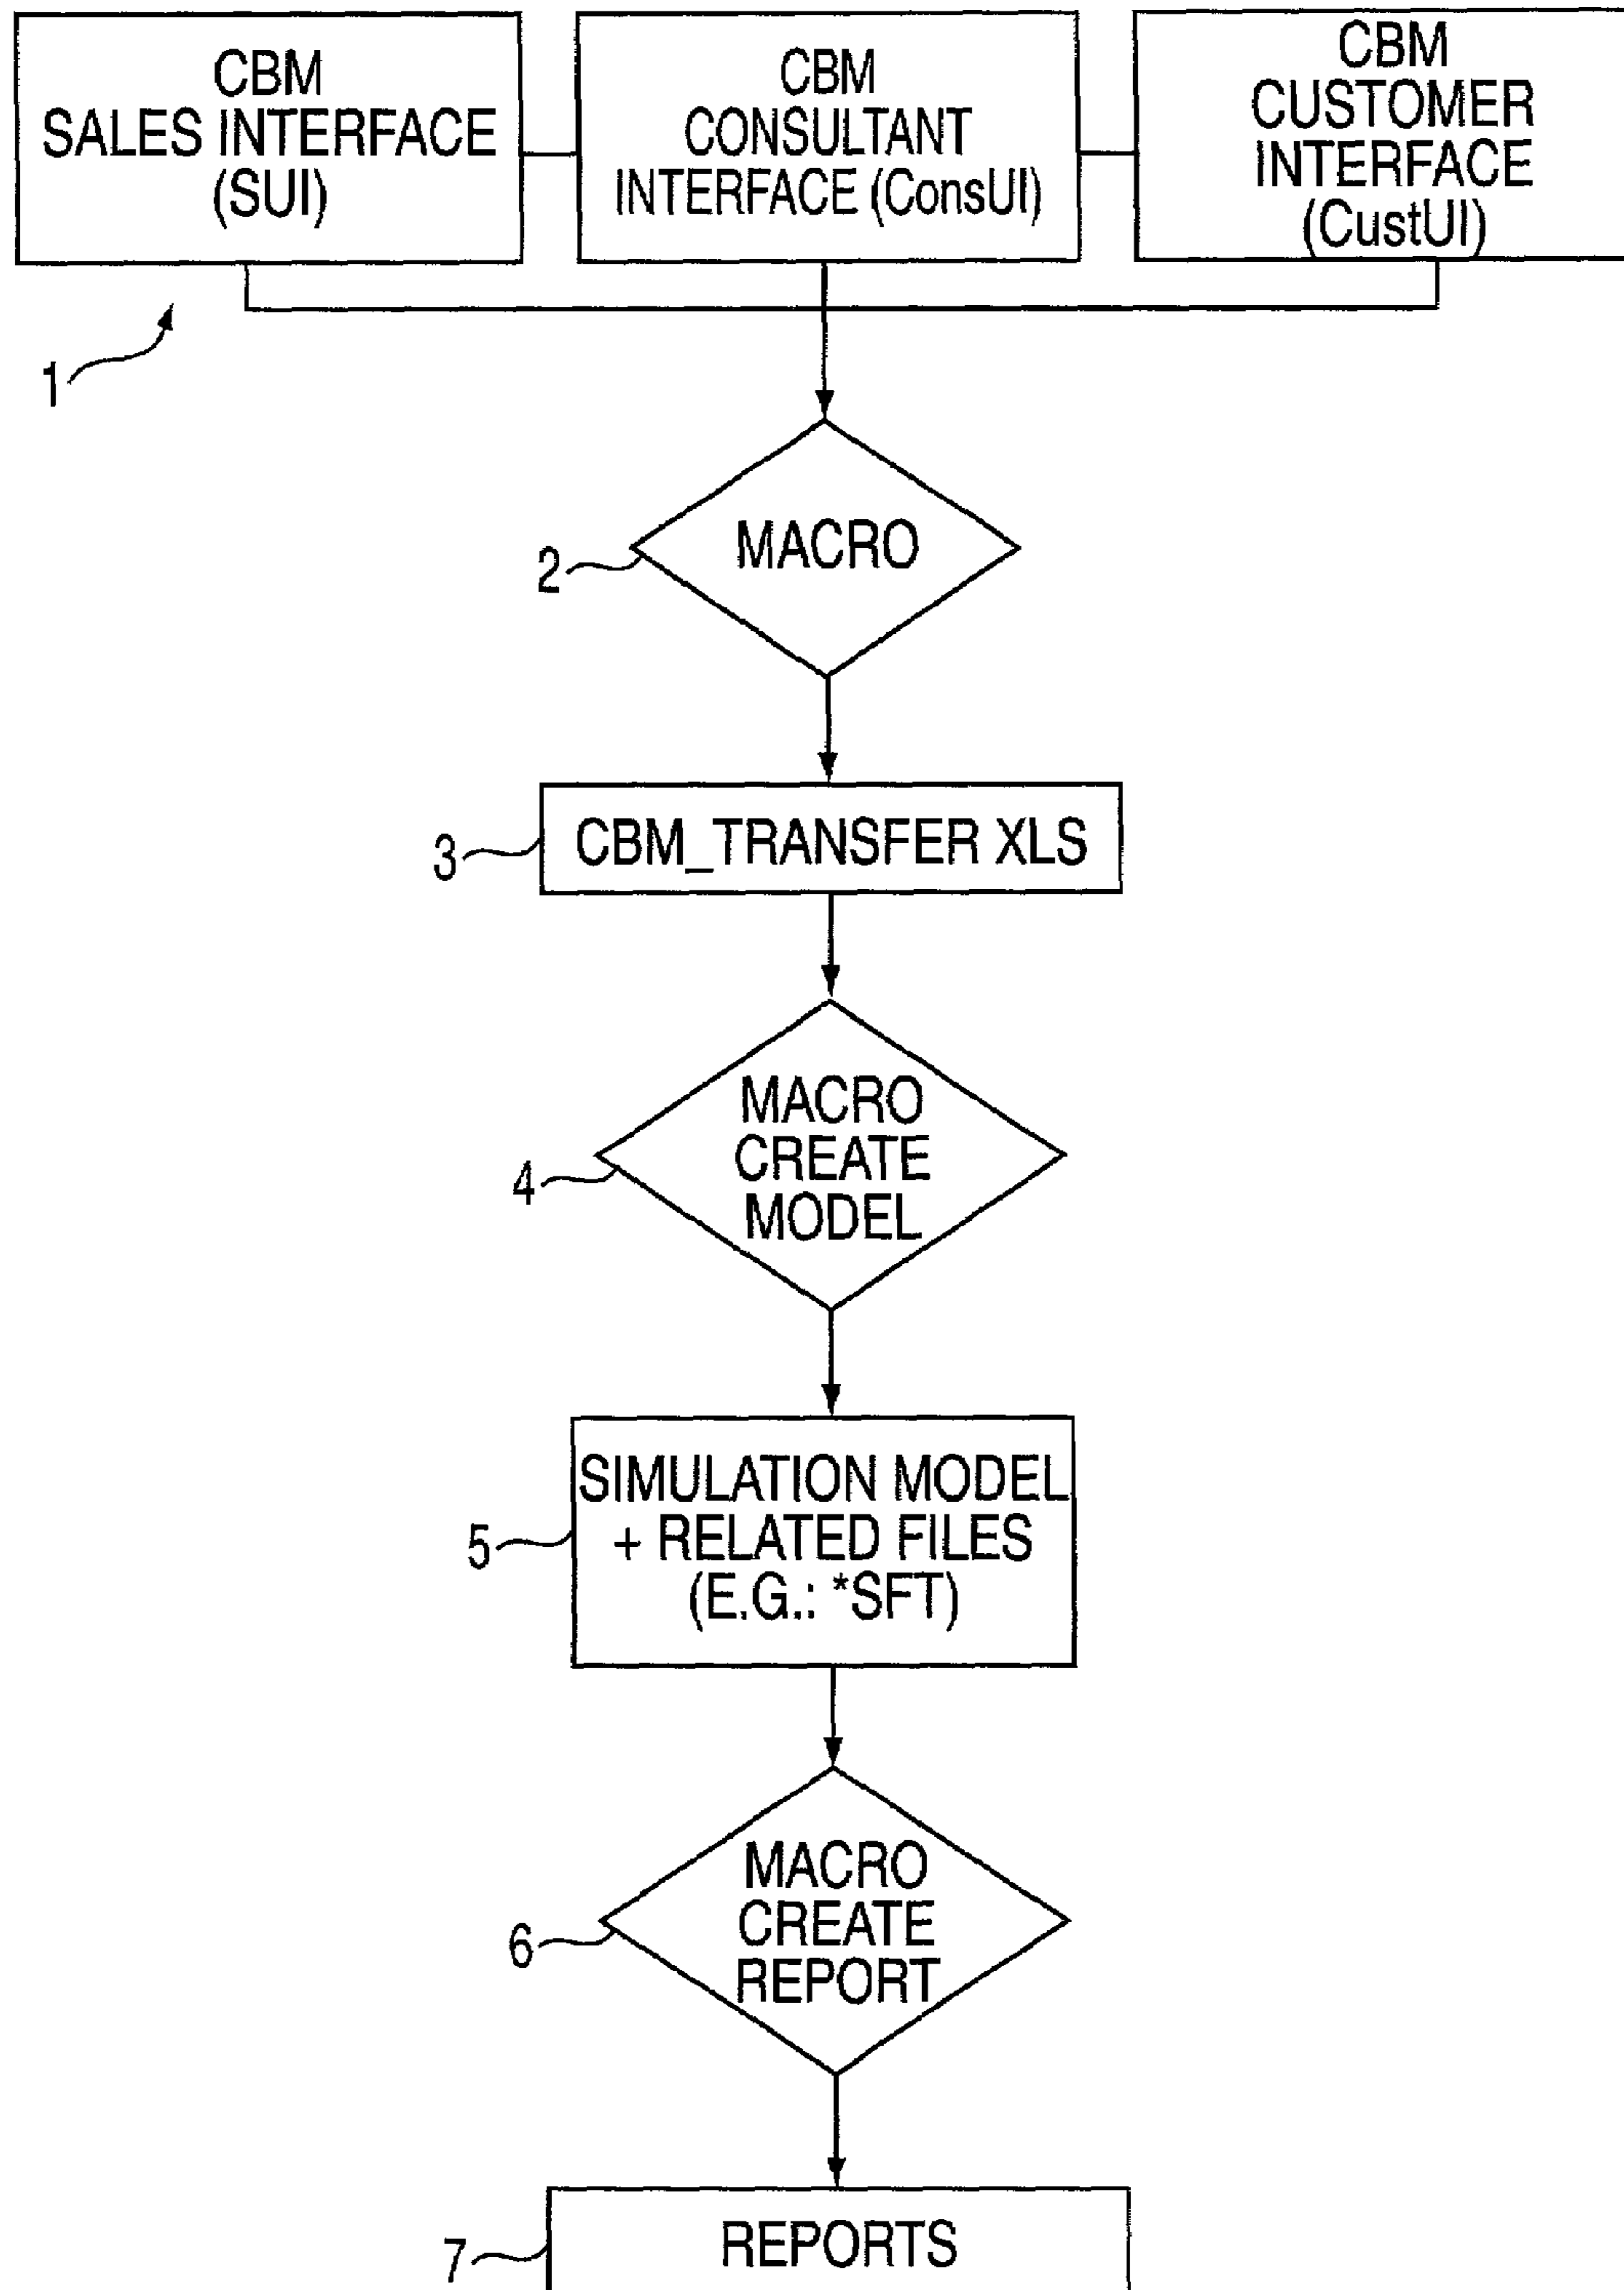 CBM
SALES INTERFACE
(SUI)
CBM
CONSULTANT
INTERFACE (ConsUI)
CBM
CUSTOMER
INTERFACE
(CustUI)
1
2
MACRO
3
CBM_TRANSFER XLS
4
MACRO
CREATE
MODEL
5
SIMULATION MODEL
+ RELATED FILES
(E.G.: *SFT)
6
MACRO
CREATE
REPORT
7
REPORTS